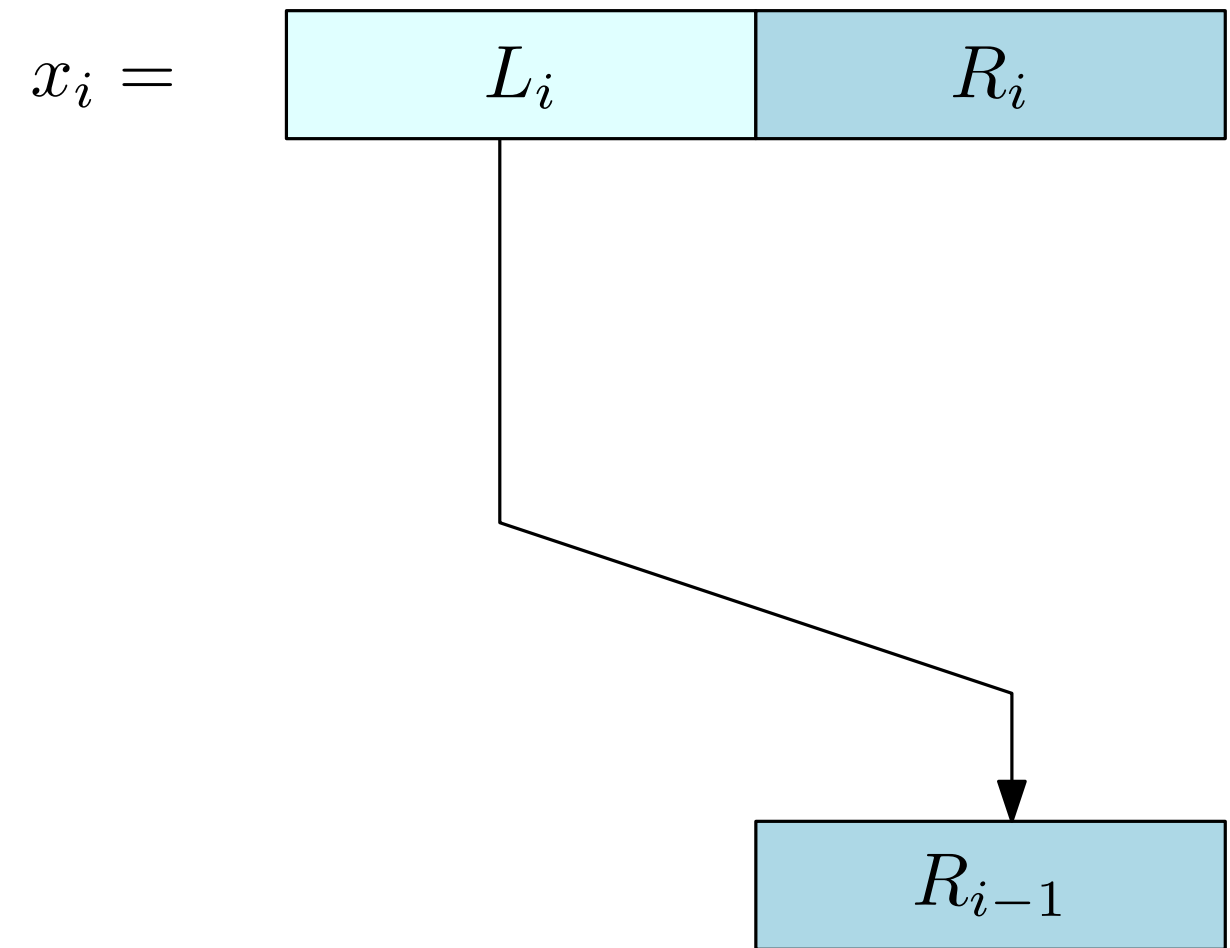 x_i = L_i R_i
R_{i-1}